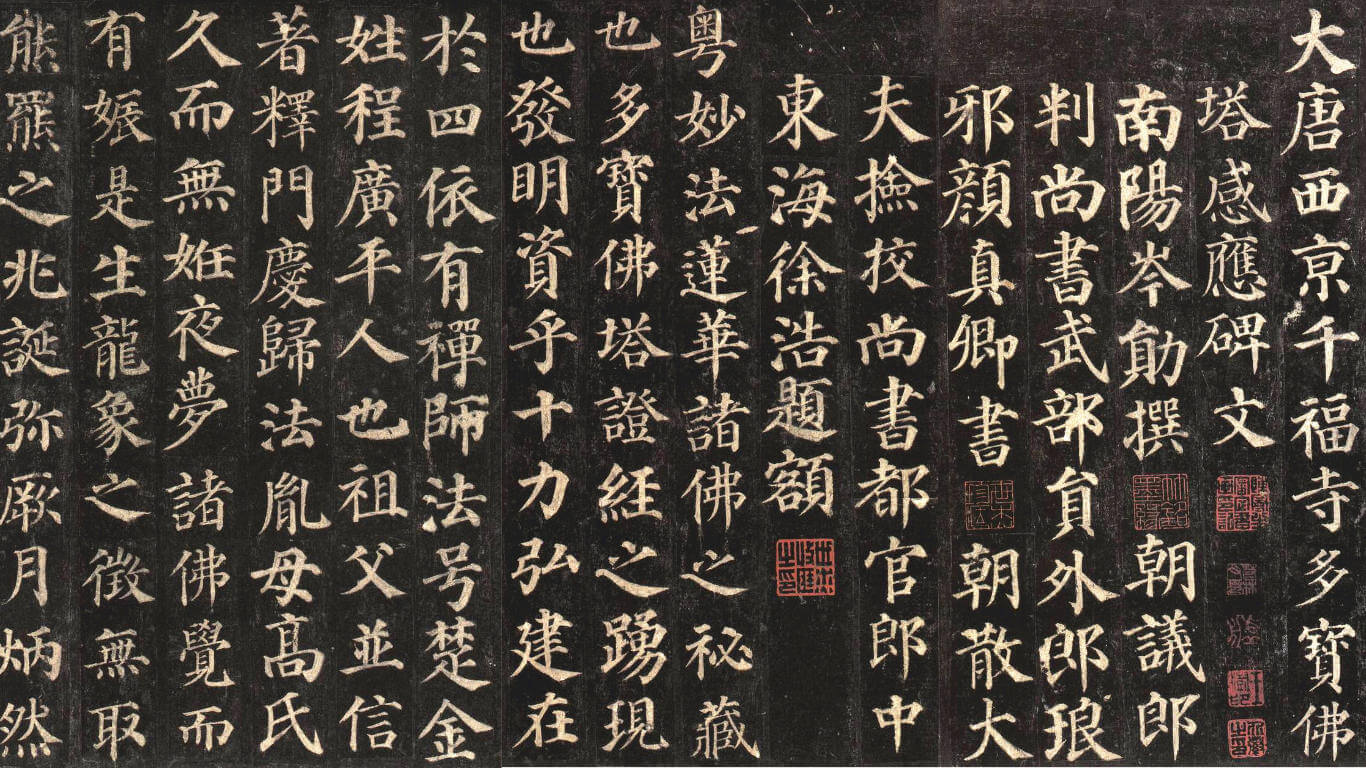 大唐西京千福寺多寶佛
塔感應碑文
南陽岑勛撰 朝議郎
判尚書武部員外郎琅
邪顏真卿書 朝散大
夫撿挍尚書都官郎中
東海徐浩題額
粵妙法蓮華諸佛之祕藏
也多寶佛塔證經之踴現
也發明資乎十力弘建在
於四依有禪師法号楚金
姓程廣平人也祖父並信
著釋門慶歸法胤母高氏
久而無姙夜夢諸佛覺而
有娠是生龍象之徵無取
熊羆之兆誕弥厥月炳然